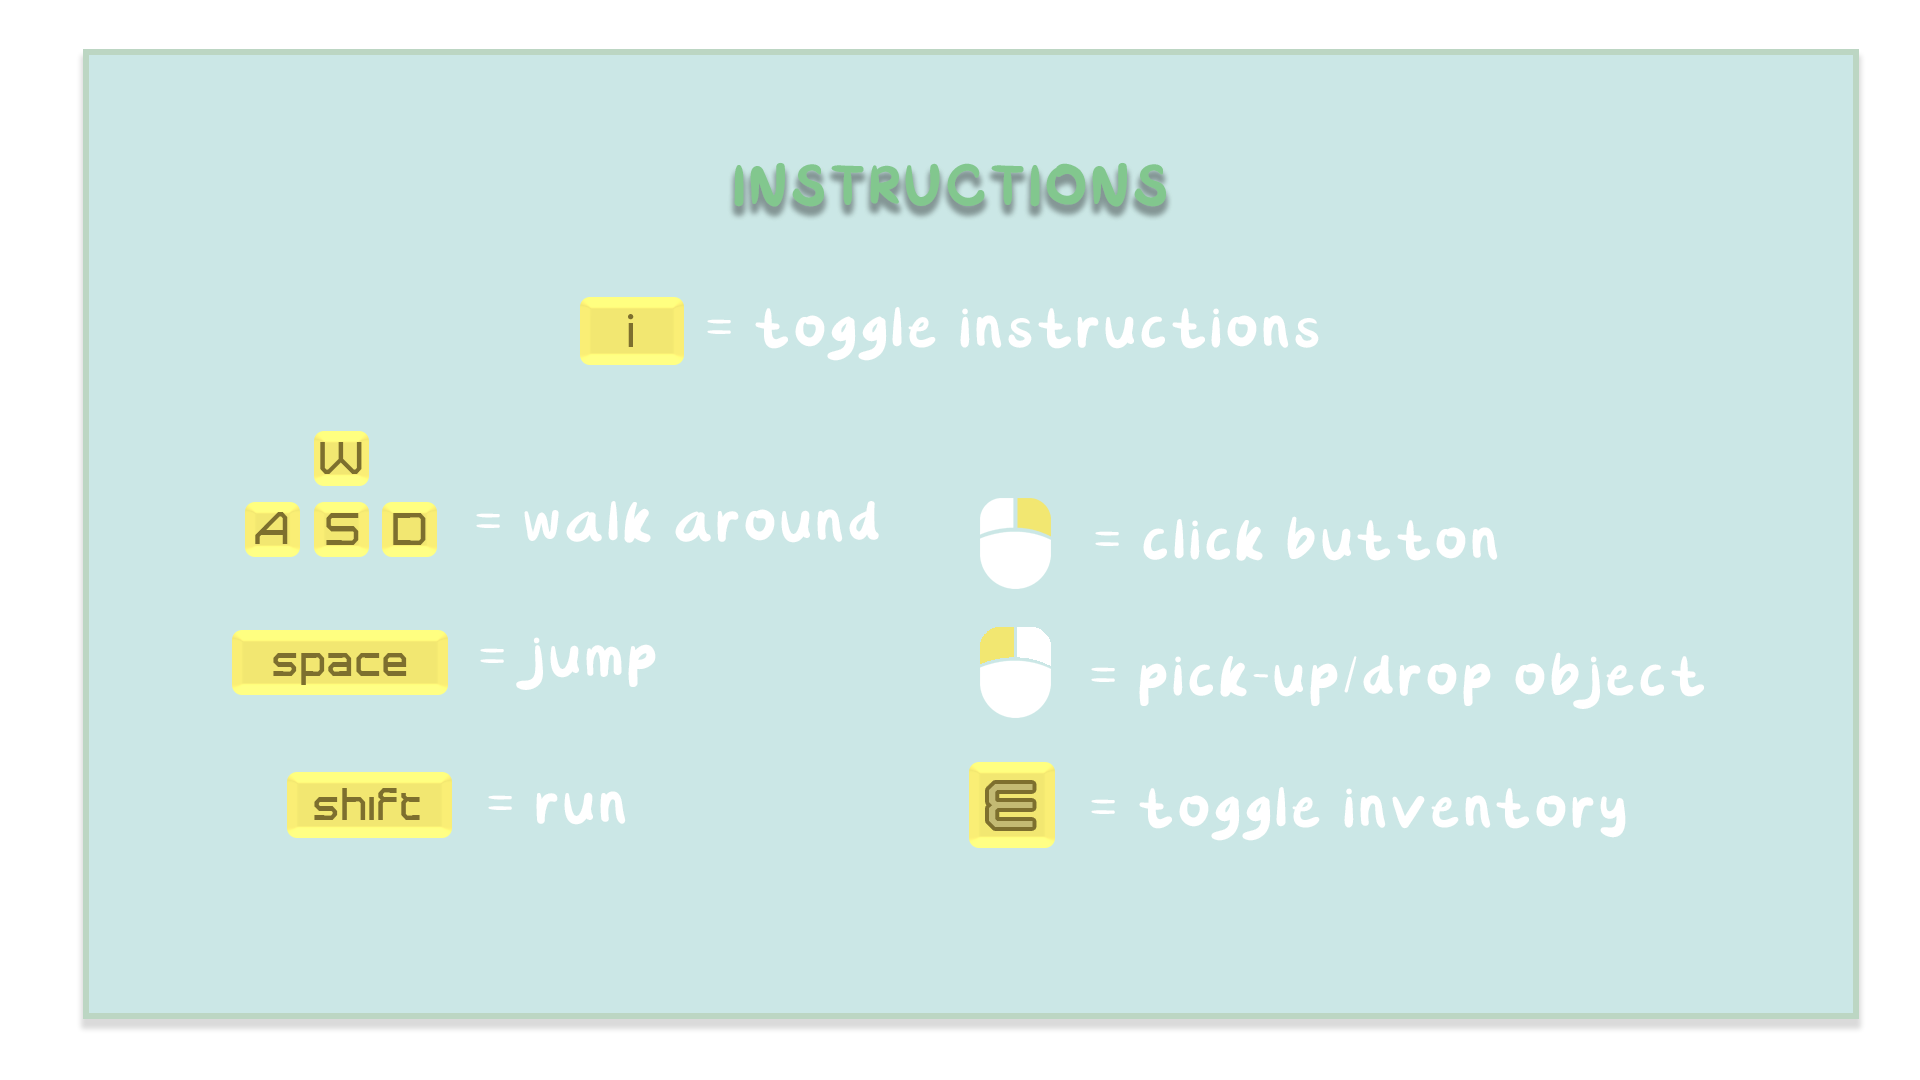 INSTRUCTIONS
i = toggle instructions
W
A S D = walk around
= click button
space = jump
= pick-up/drop object
shift = run
E = toggle inventory